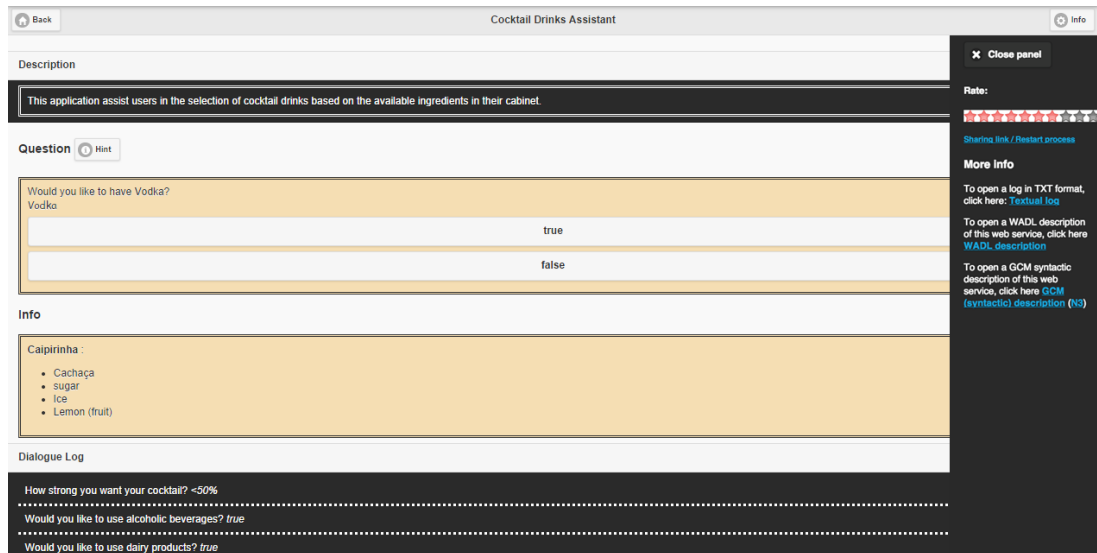 Back
Cocktail Drinks Assistant
Info
Description
This application assist users in the selection of cocktail drinks based on the available ingredients in their cabinet.
Question
Hint
Would you like to have Vodka?
Vodka
true
false
Info
Caipirinha :
Cachaça
sugar
Ice
Lemon (fruit)
Dialogue Log
How strong you want your cocktail? <50%
Would you like to use alcoholic beverages? true
Would you like to use dairy products? true
Close panel
Rate:
Sharing link / Restart process
More info
To open a log in TXT format,
click here: Textual log
To open a WADL description
of this web service, click here
WADL description
To open a GCM syntactic
description of this web
service, click here GCM
(syntactic) description (N3)